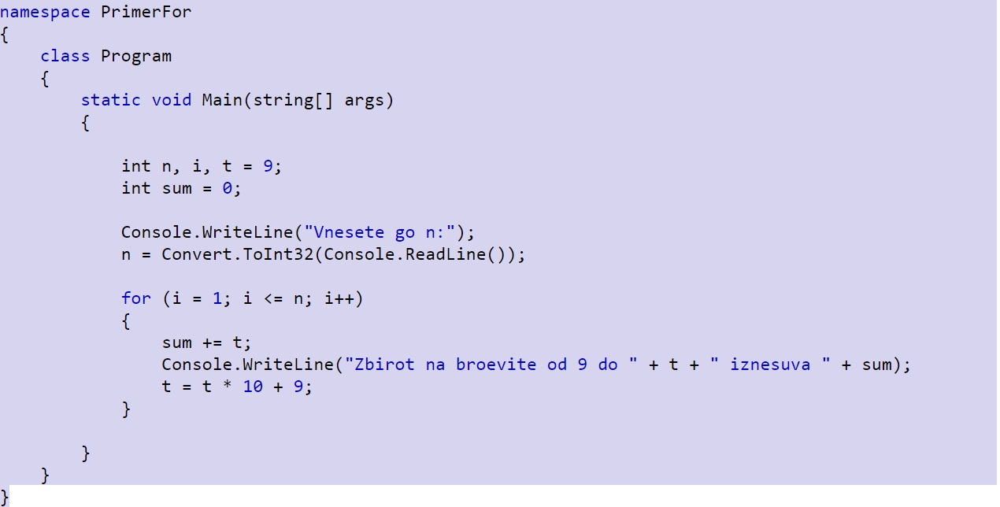 namespace PrimerFor
{
    class Program
    {
        static void Main(string[] args)
        {

            int n, i, t = 9;
            int sum = 0;

            Console.WriteLine("Vnesete go n:");
            n = Convert.ToInt32(Console.ReadLine());

            for (i = 1; i <= n; i++)
            {
                sum += t;
                Console.WriteLine("Zbirot na broevite od 9 do " + t + " iznesuva " + sum);
                t = t * 10 + 9;
            }

        }
    }
}